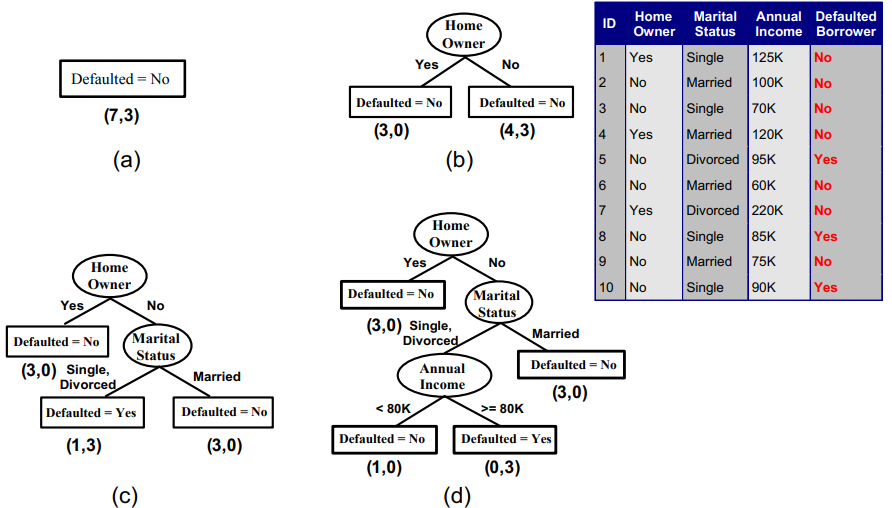 Defaulted = No
(7,3)
(a)
Home
Owner
Yes No
Defaulted = No Defaulted = No
(3,0) (4,3)
(b)
ID Home Owner Marital Status Annual Income Defaulted Borrower
1 Yes Single 125K No
2 No Married 100K No
3 No Single 70K No
4 Yes Married 120K No
5 No Divorced 95K Yes
6 No Married 60K No
7 Yes Divorced 220K No
8 No Single 85K Yes
9 No Married 75K No
10 No Single 90K Yes
Home
Owner
Yes No
Defaulted = No
Marital
Status
(3,0)
Single,
Divorced
Married
Defaulted = Yes Defaulted = No
(1,3) (3,0)
(c)
Home
Owner
Yes No
Defaulted = No
Marital
Status
(3,0)
Single,
Divorced
Married
Annual
Income
Defaulted = No
(3,0)
< 80K >= 80K
Defaulted = No Defaulted = Yes
(1,0) (0,3)
(d)